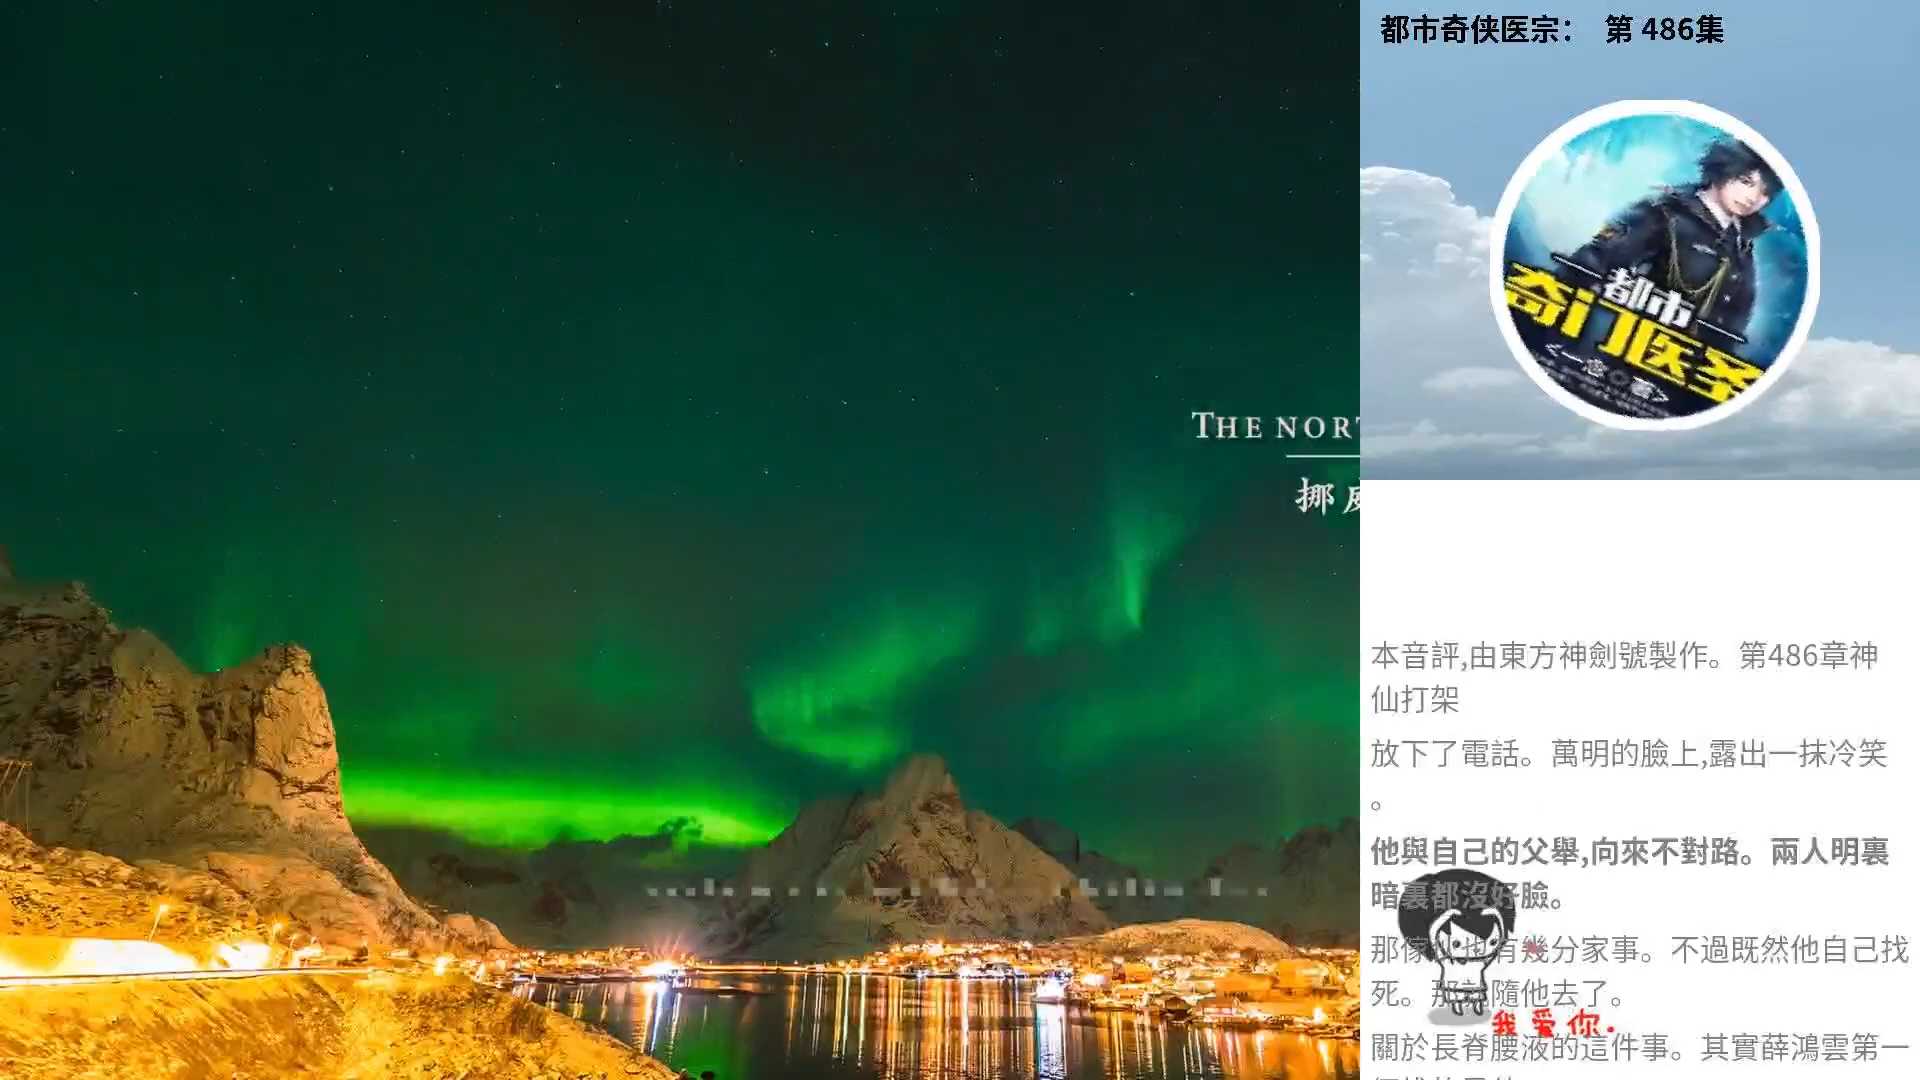 都市奇侠医宗： 第 486集
都市
奇门医圣
THE NOR
挪
本音評,由東方神劍號製作。第486章神
仙打架
放下了電話。萬明的臉上,露出一抹冷笑
。
他與自己的父舉,向來不對路。兩人明裏
暗裏都沒好臉。
那傢伙也有幾分家事。不過既然他自己找
死。那就隨他去了。
我爱你.
關於長脊腰液的這件事。其實薛鴻雲第一